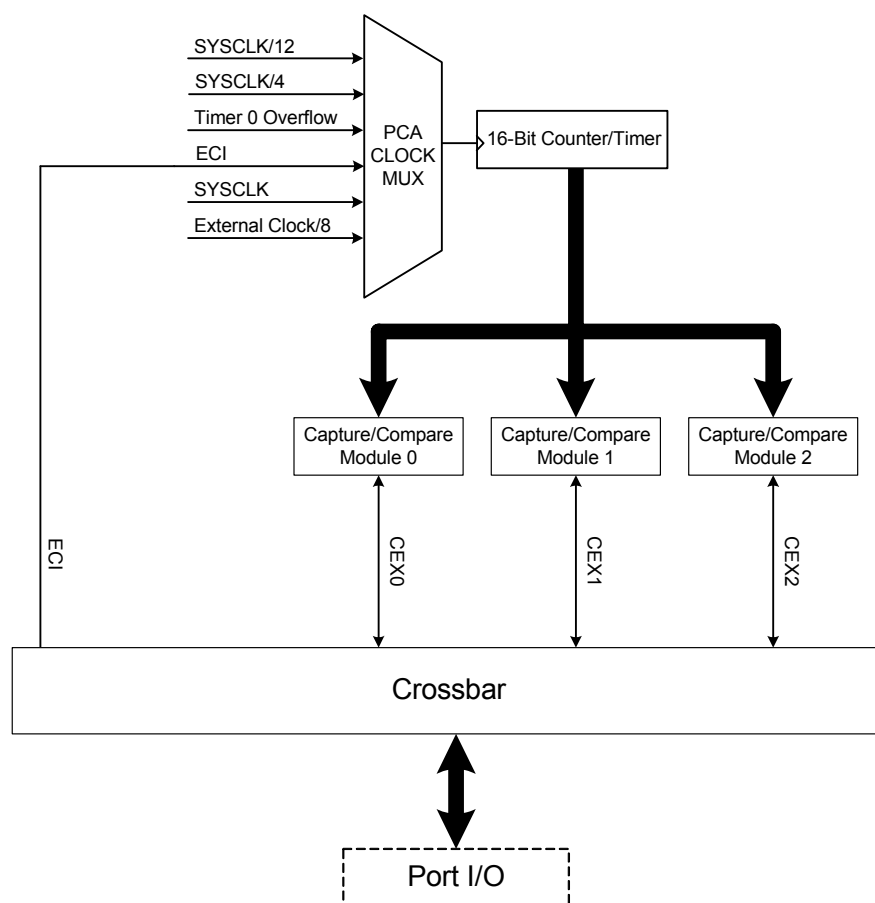 SYSCLK/12
SYSCLK/4
Timer 0 Overflow
ECI
SYSCLK
External Clock/8
PCA
CLOCK
MUX
16-Bit Counter/Timer
Capture/Compare
Module 0
Capture/Compare
Module 1
Capture/Compare
Module 2
ECI
CEX0
CEX1
CEX2
Crossbar
Port I/O